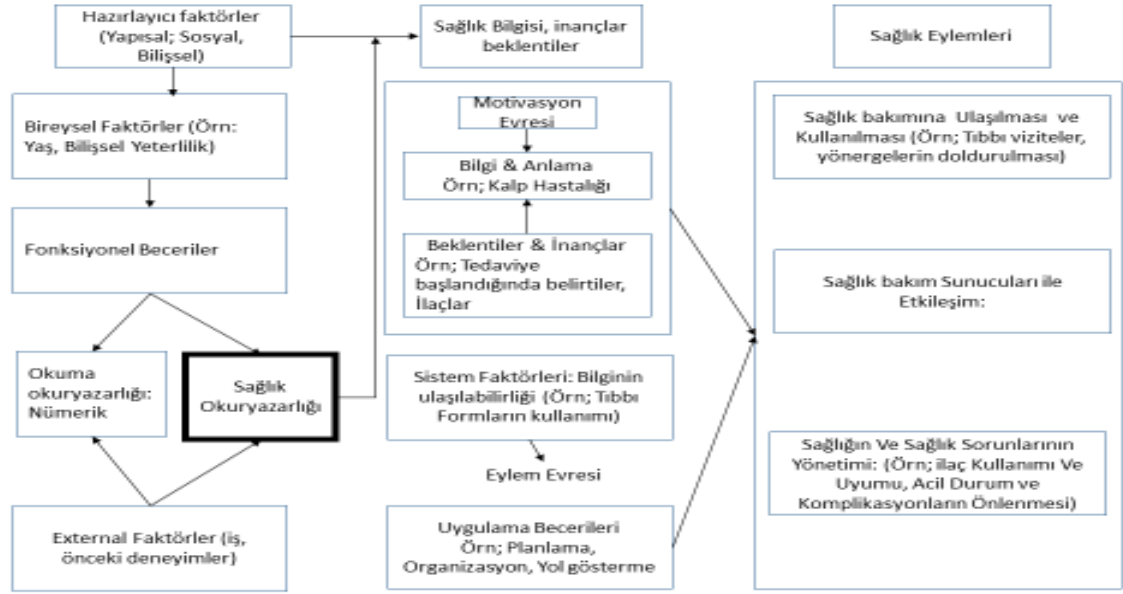 Hazırlayıcı faktörler
(Yapısal; Sosyal,
Bilişsel)
Bireysel Faktörler (Örn:
Yaş, Bilişsel Yeterlilik)
Fonksiyonel Beceriler
Okuma
okuryazarlığı:
Nümerik
Sağlık
Okuryazarlığı
External Faktörler (iş,
önceki deneyimler)
Sağlık Bilgisi, inançlar
beklentiler
Motivasyon
Evresi
Bilgi & Anlama
Örn; Kalp Hastalığı
Beklentiler & İnançlar
Örn; Tedaviye
başlandığında belirtiler,
İlaçlar
Sistem Faktörleri: Bilginin
ulaşılabilirliği (Örn; Tıbbı
Formların kullanımı)
Eylem Evresi
Uygulama Becerileri
Örn; Planlama,
Organizasyon, Yol gösterme
Sağlık Eylemleri
Sağlık bakımına Ulaşılması ve
Kullanılması (Örn; Tıbbı viziteler,
yönergelerin doldurulması)
Sağlık bakım Sunucuları ile
Etkileşim:
Sağlığın Ve Sağlık Sorunlarının
Yönetimi: (Örn; ilaç Kullanımı Ve
Uyumu, Acil Durum ve
Komplikasyonların Önlenmesi)